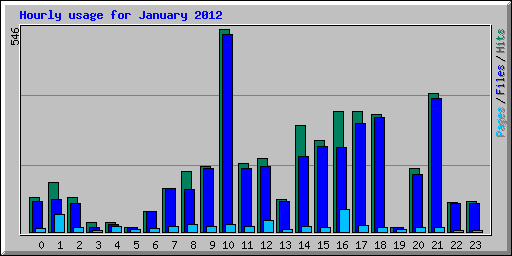 Hourly usage for January 2012
546
Pages / Files / Hits
0 1 2 3 4 5 6 7 8 9 10 11 12 13 14 15 16 17 18 19 20 21 22 23